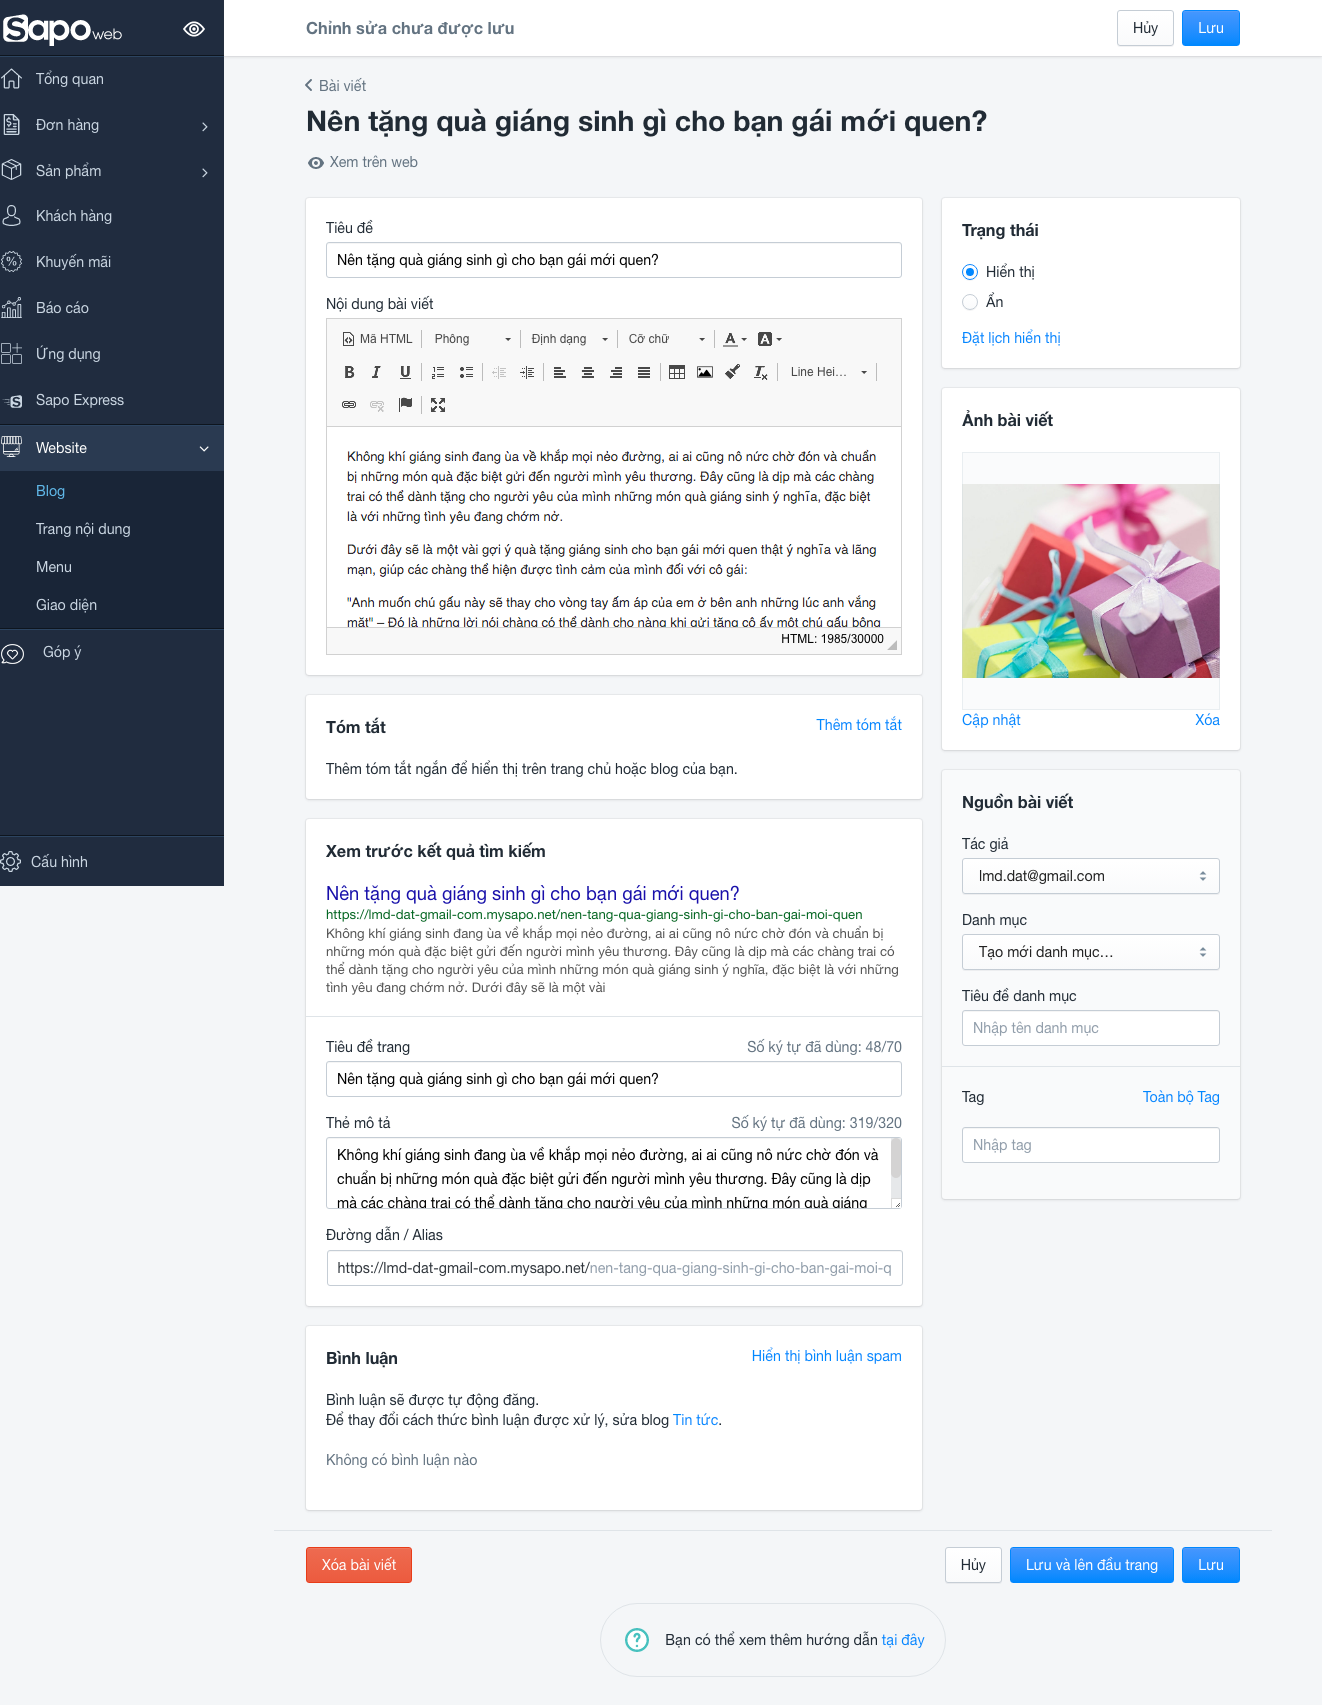 Sapo web
Tổng quan
Đơn hàng
Sản phẩm
Khách hàng
Khuyến mãi
Báo cáo
Ứng dụng
Sapo Express
Website
Blog
Trang nội dung
Menu
Giao diện
Góp ý
Cấu hình
Chỉnh sửa chưa được lưu
Hủy
Lưu
Bài viết
Nên tặng quà giáng sinh gì cho bạn gái mới quen?
Xem trên web
Tiêu đề
Nên tặng quà giáng sinh gì cho bạn gái mới quen?
Nội dung bài viết
Mã HTML Phông Định dạng Cỡ chữ A A
B I U Line Hei...
Không khí giáng sinh đang ùa về khắp mọi nẻo đường, ai ai cũng nô nức chờ đón và chuẩn
bị những món quà đặc biệt gửi đến người mình yêu thương. Đây cũng là dịp mà các chàng
trai có thể dành tặng cho người yêu của mình những món quà giáng sinh ý nghĩa, đặc biệt
là với những tình yêu đang chớm nở.
Dưới đây sẽ là một vài gợi ý quà tặng giáng sinh cho bạn gái mới quen thật ý nghĩa và lãng
mạn, giúp các chàng thể hiện được tình cảm của mình đối với cô gái:
"Anh muốn chú gấu này sẽ thay cho vòng tay ấm áp của em ở bên anh những lúc anh vắng
mặt" – Đó là những lời nói chàng có thể dành cho nàng khi gửi tặng cô ấy một chú gấu bông
HTML: 1985/30000
Tóm tắt
Thêm tóm tắt
Thêm tóm tắt ngắn để hiển thị trên trang chủ hoặc blog của bạn.
Xem trước kết quả tìm kiếm
Nên tặng quà giáng sinh gì cho bạn gái mới quen?
https://lmd-dat-gmail-com.mysapo.net/nen-tang-qua-giang-sinh-gi-cho-ban-gai-moi-quen
Không khí giáng sinh đang ùa về khắp mọi nẻo đường, ai ai cũng nô nức chờ đón và chuẩn bị
những món quà đặc biệt gửi đến người mình yêu thương. Đây cũng là dịp mà các chàng trai có
thể dành tặng cho người yêu của mình những món quà giáng sinh ý nghĩa, đặc biệt là với những
tình yêu đang chớm nở. Dưới đây sẽ là một vài
Tiêu đề trang
Số ký tự đã dùng: 48/70
Nên tặng quà giáng sinh gì cho bạn gái mới quen?
Thẻ mô tả
Số ký tự đã dùng: 319/320
Không khí giáng sinh đang ùa về khắp mọi nẻo đường, ai ai cũng nô nức chờ đón và
chuẩn bị những món quà đặc biệt gửi đến người mình yêu thương. Đây cũng là dịp
mà các chàng trai có thể dành tặng cho người yêu của mình những món quà giáng
Đường dẫn / Alias
https://lmd-dat-gmail-com.mysapo.net/nen-tang-qua-giang-sinh-gi-cho-ban-gai-moi-q
Bình luận
Hiển thị bình luận spam
Bình luận sẽ được tự động đăng.
Để thay đổi cách thức bình luận được xử lý, sửa blog Tin tức.
Không có bình luận nào
Trạng thái
Hiển thị
Ẩn
Đặt lịch hiển thị
Ảnh bài viết
Cập nhật
Xóa
Nguồn bài viết
Tác giả
lmd.dat@gmail.com
Danh mục
Tạo mới danh mục...
Tiêu đề danh mục
Nhập tên danh mục
Tag
Toàn bộ Tag
Nhập tag
Xóa bài viết
Hủy
Lưu và lên đầu trang
Lưu
Bạn có thể xem thêm hướng dẫn tại đây